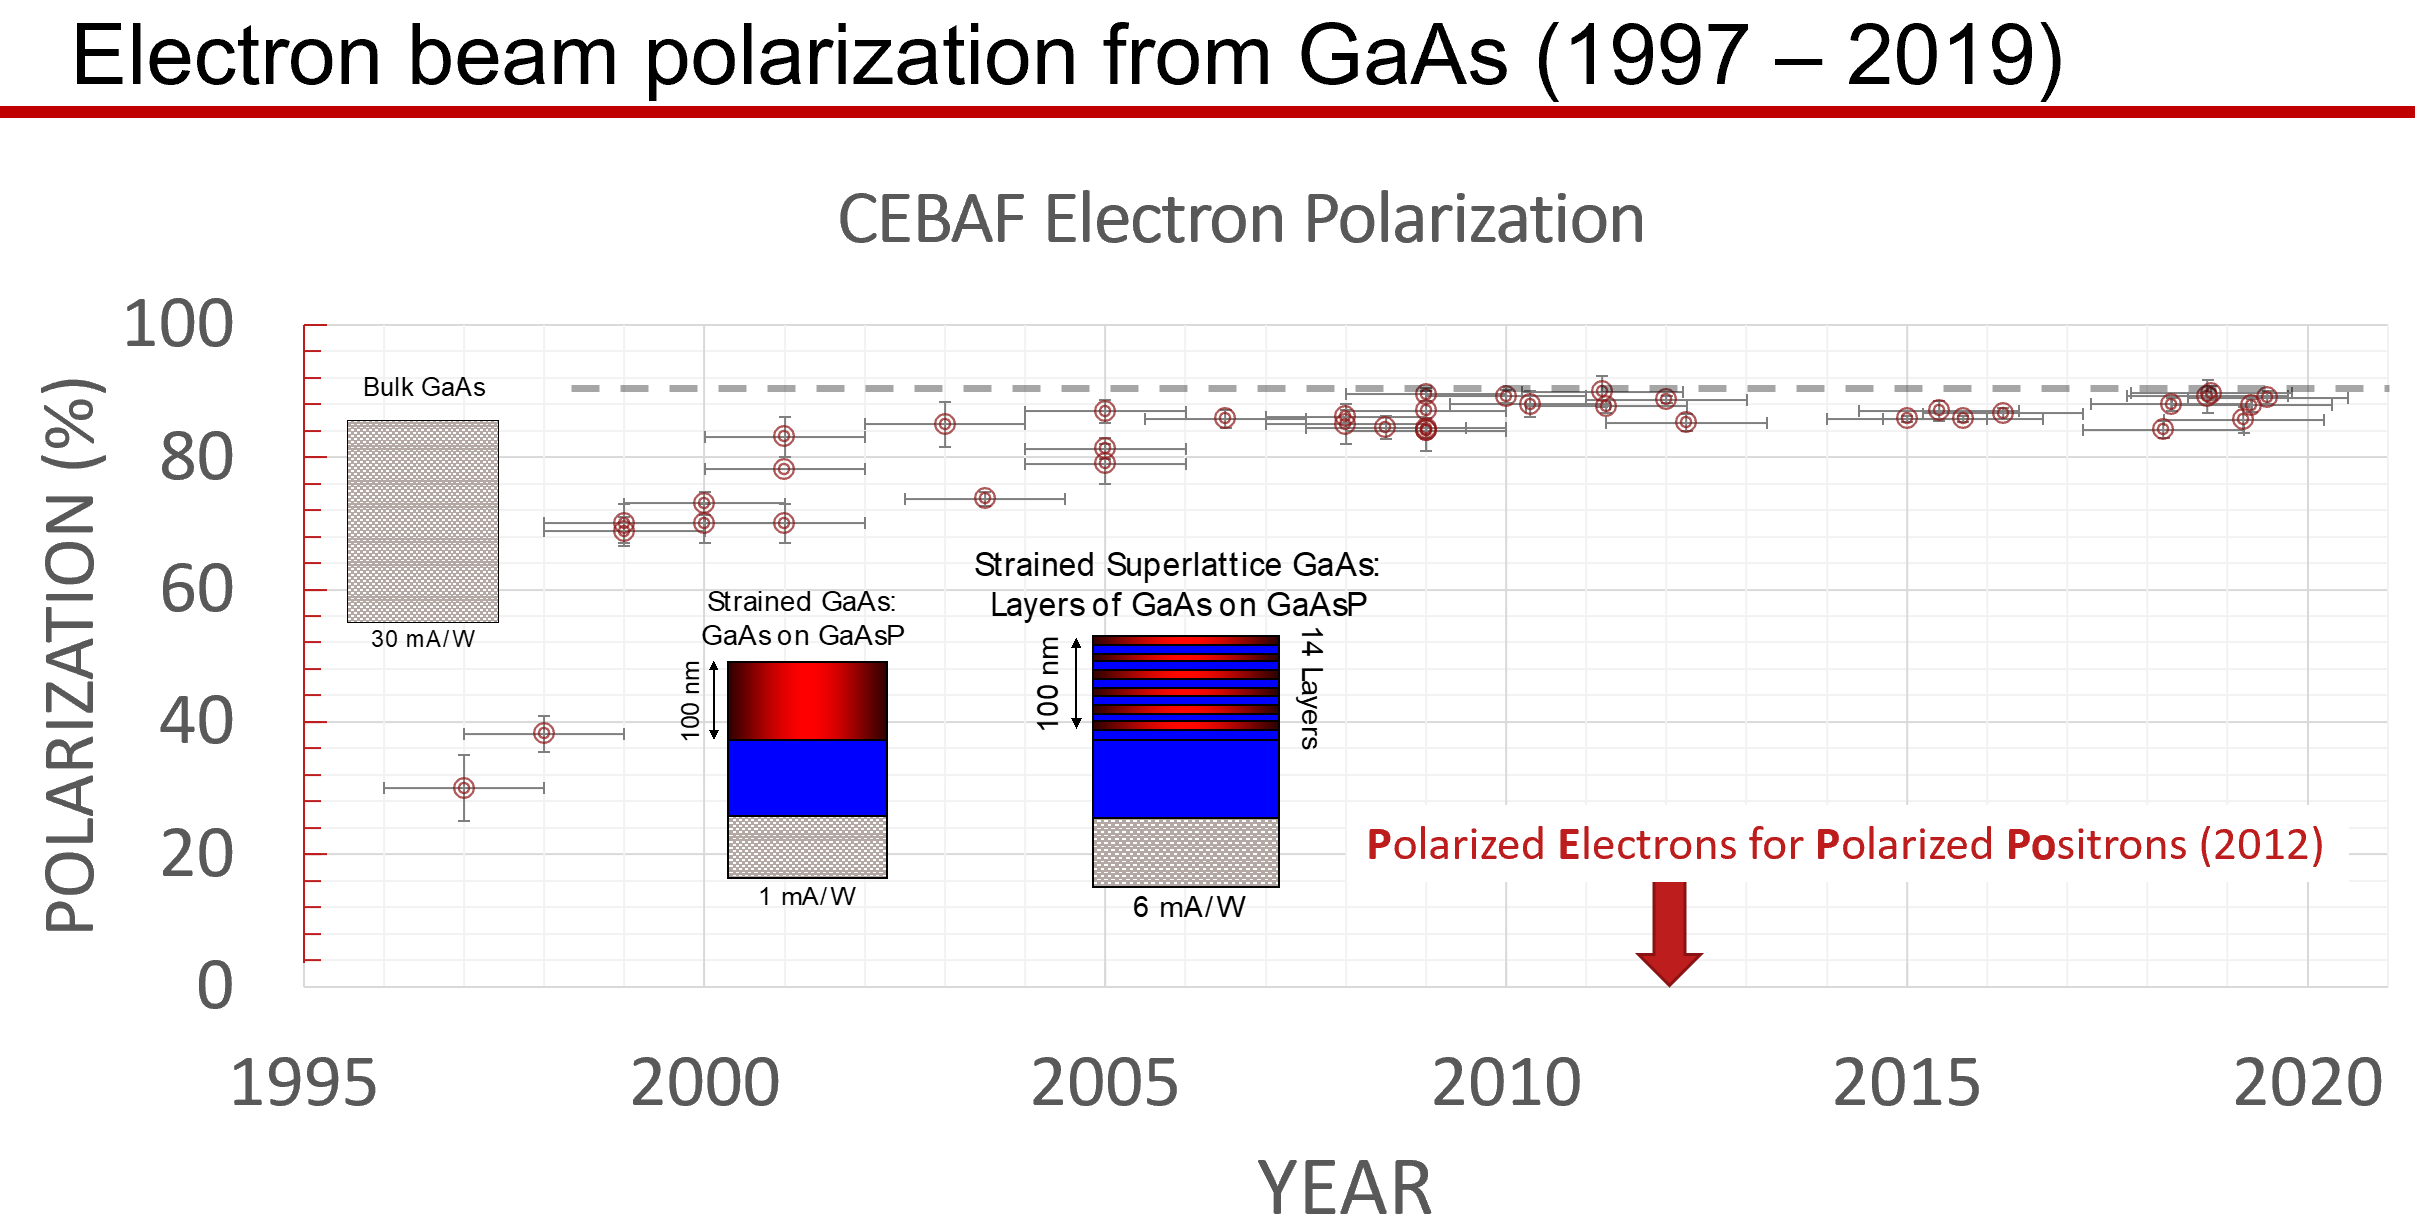 Electron beam polarization from GaAs (1997 – 2019)
CEBAF Electron Polarization
POLARIZATION (%)
100
80
60
40
20
0
Bulk GaAs
30 mA/W
Strained GaAs:
GaAs on GaAsP
100 nm
1 mA/W
Strained Superlattice GaAs:
Layers of GaAs on GaAsP
100 nm
14 Layers
6 mA/W
Polarized Electrons for Polarized Positrons (2012)
1995
2000
2005
2010
2015
2020
YEAR